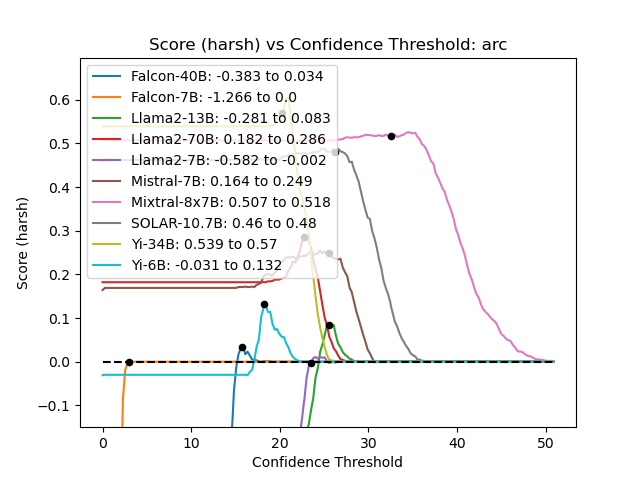 Score (harsh) vs Confidence Threshold: arc
Score (harsh)
0.6
0.5
0.4
0.3
0.2
0.1
0.0
−0.1
Falcon-40B: -0.383 to 0.034
Falcon-7B: -1.266 to 0.0
Llama2-13B: -0.281 to 0.083
Llama2-70B: 0.182 to 0.286
Llama2-7B: -0.582 to -0.002
Mistral-7B: 0.164 to 0.249
Mixtral-8x7B: 0.507 to 0.518
SOLAR-10.7B: 0.46 to 0.48
Yi-34B: 0.539 to 0.57
Yi-6B: -0.031 to 0.132
0 10 20 30 40 50
Confidence Threshold